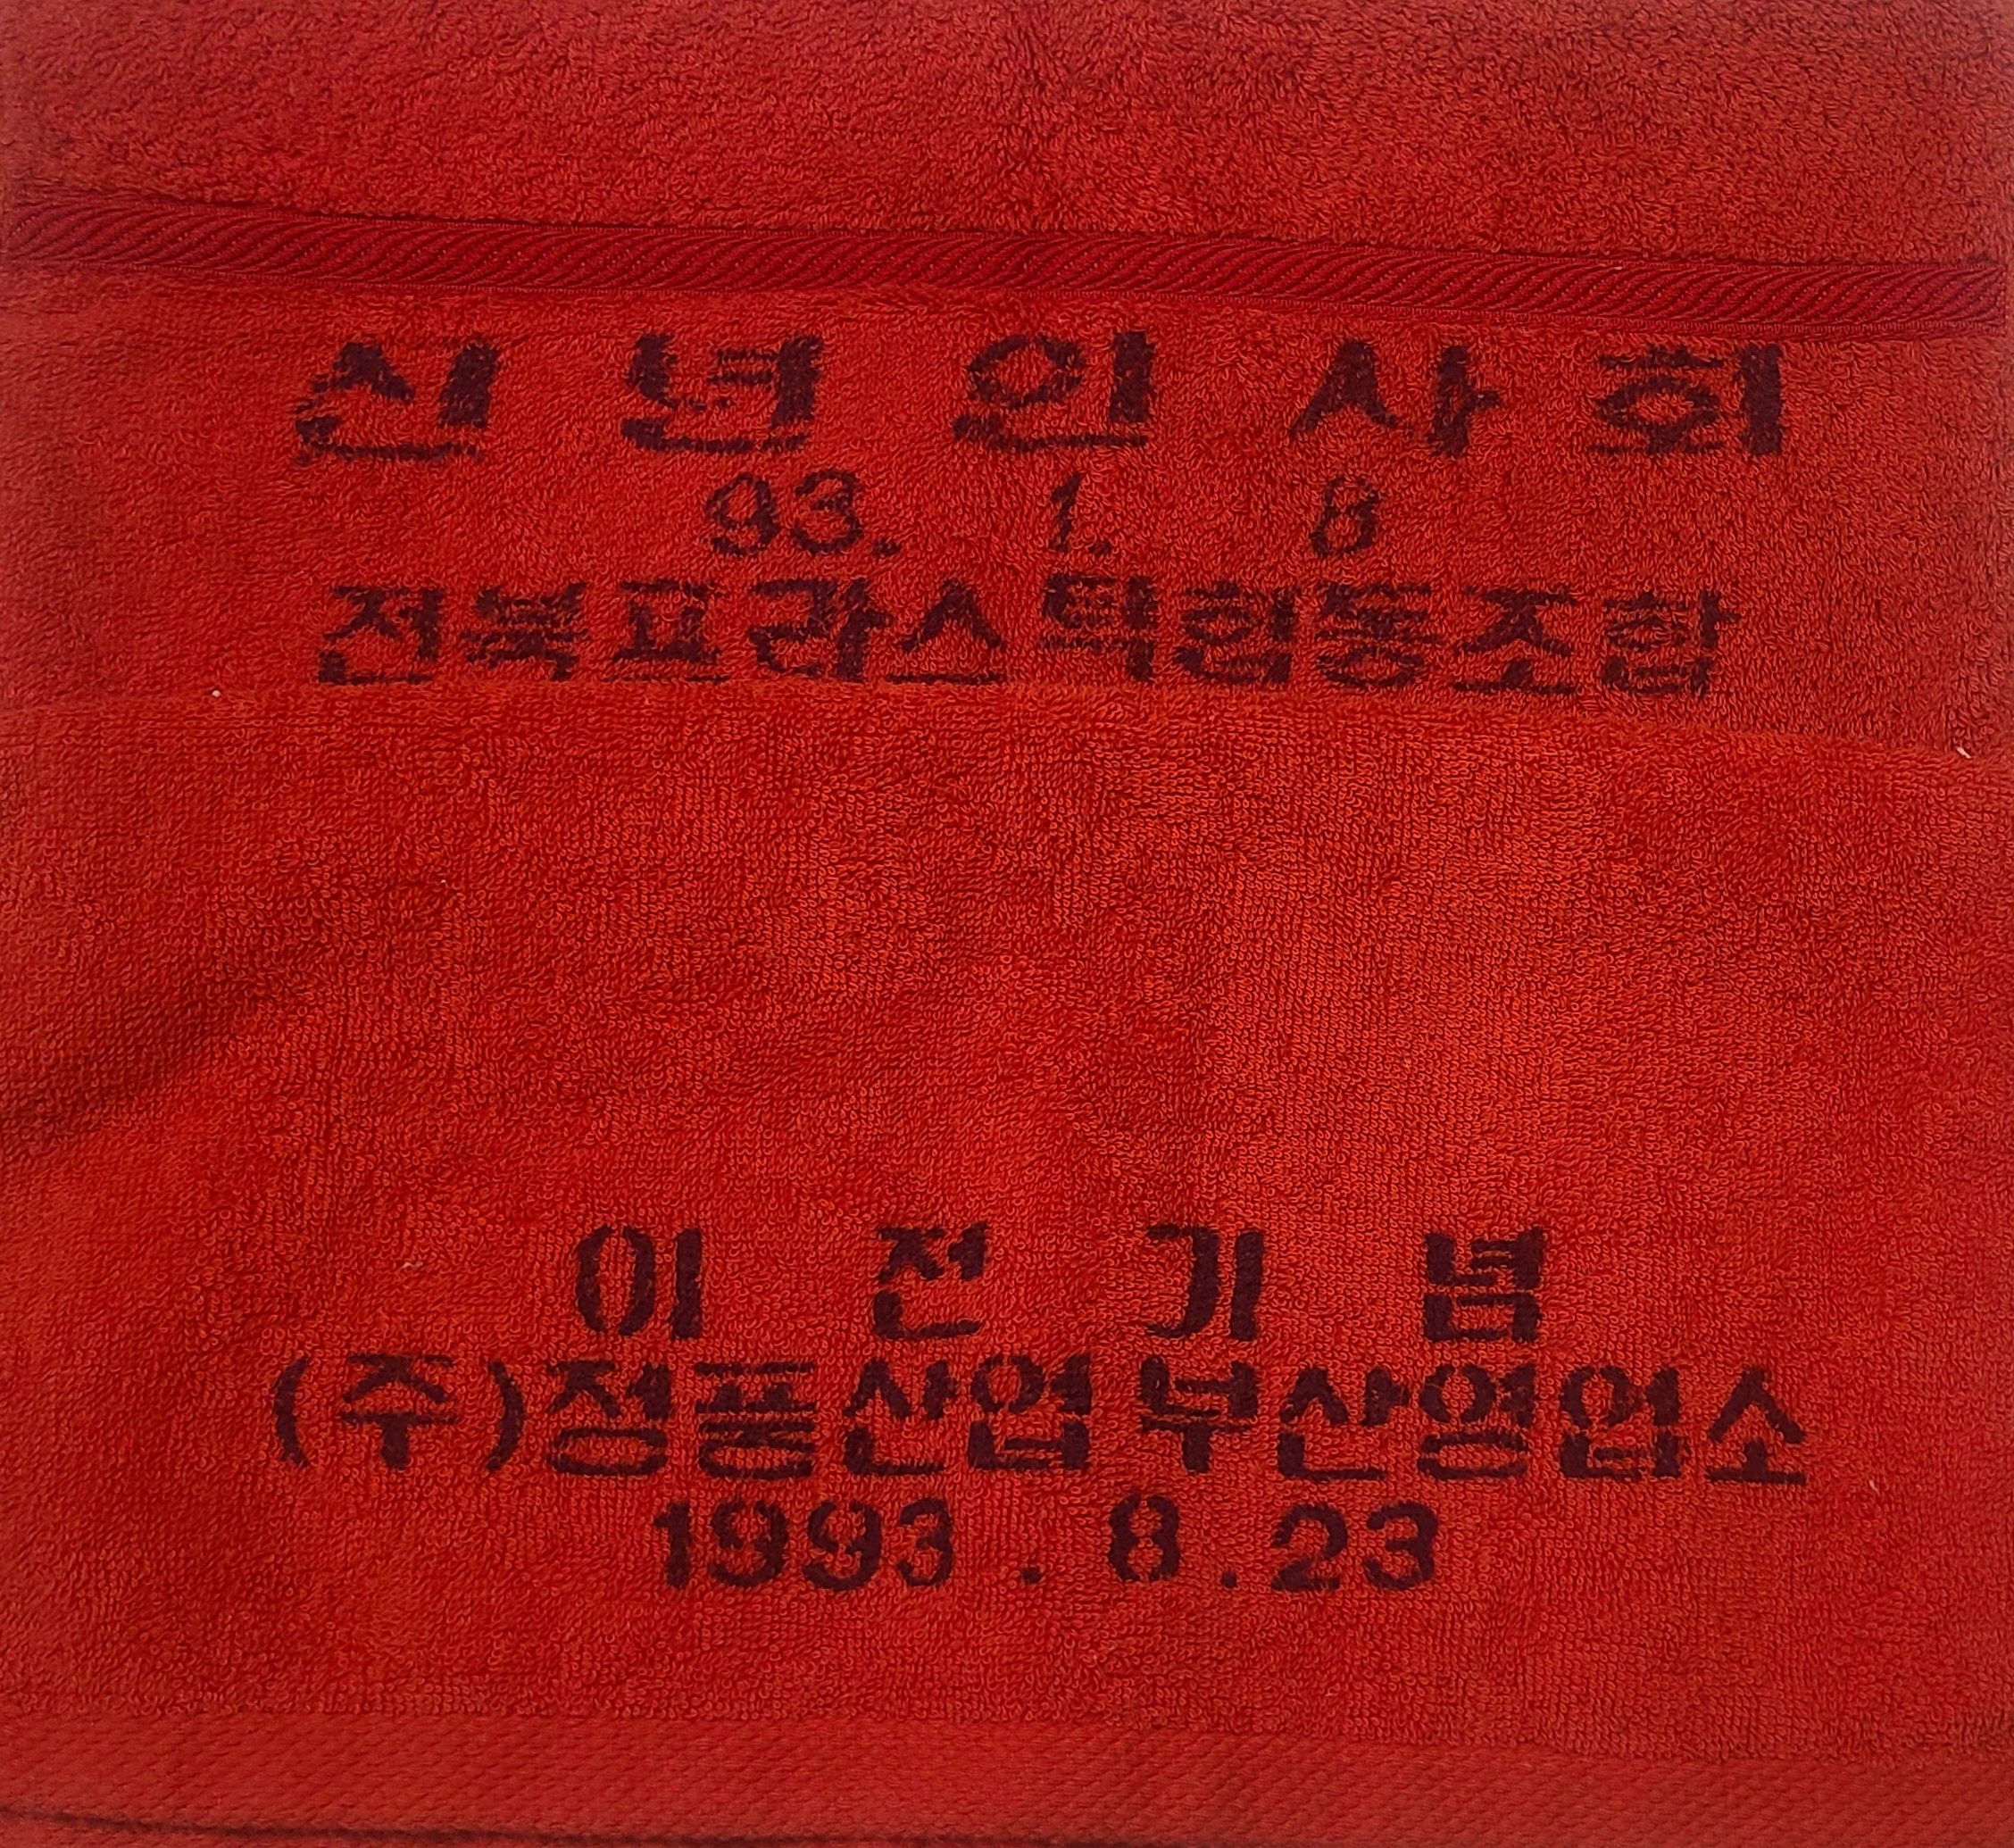 신년인사회
93. 1. 8
전북프라스틱협동조합
이전기념
(주)정풍산업 부산영업소
1993.8.23